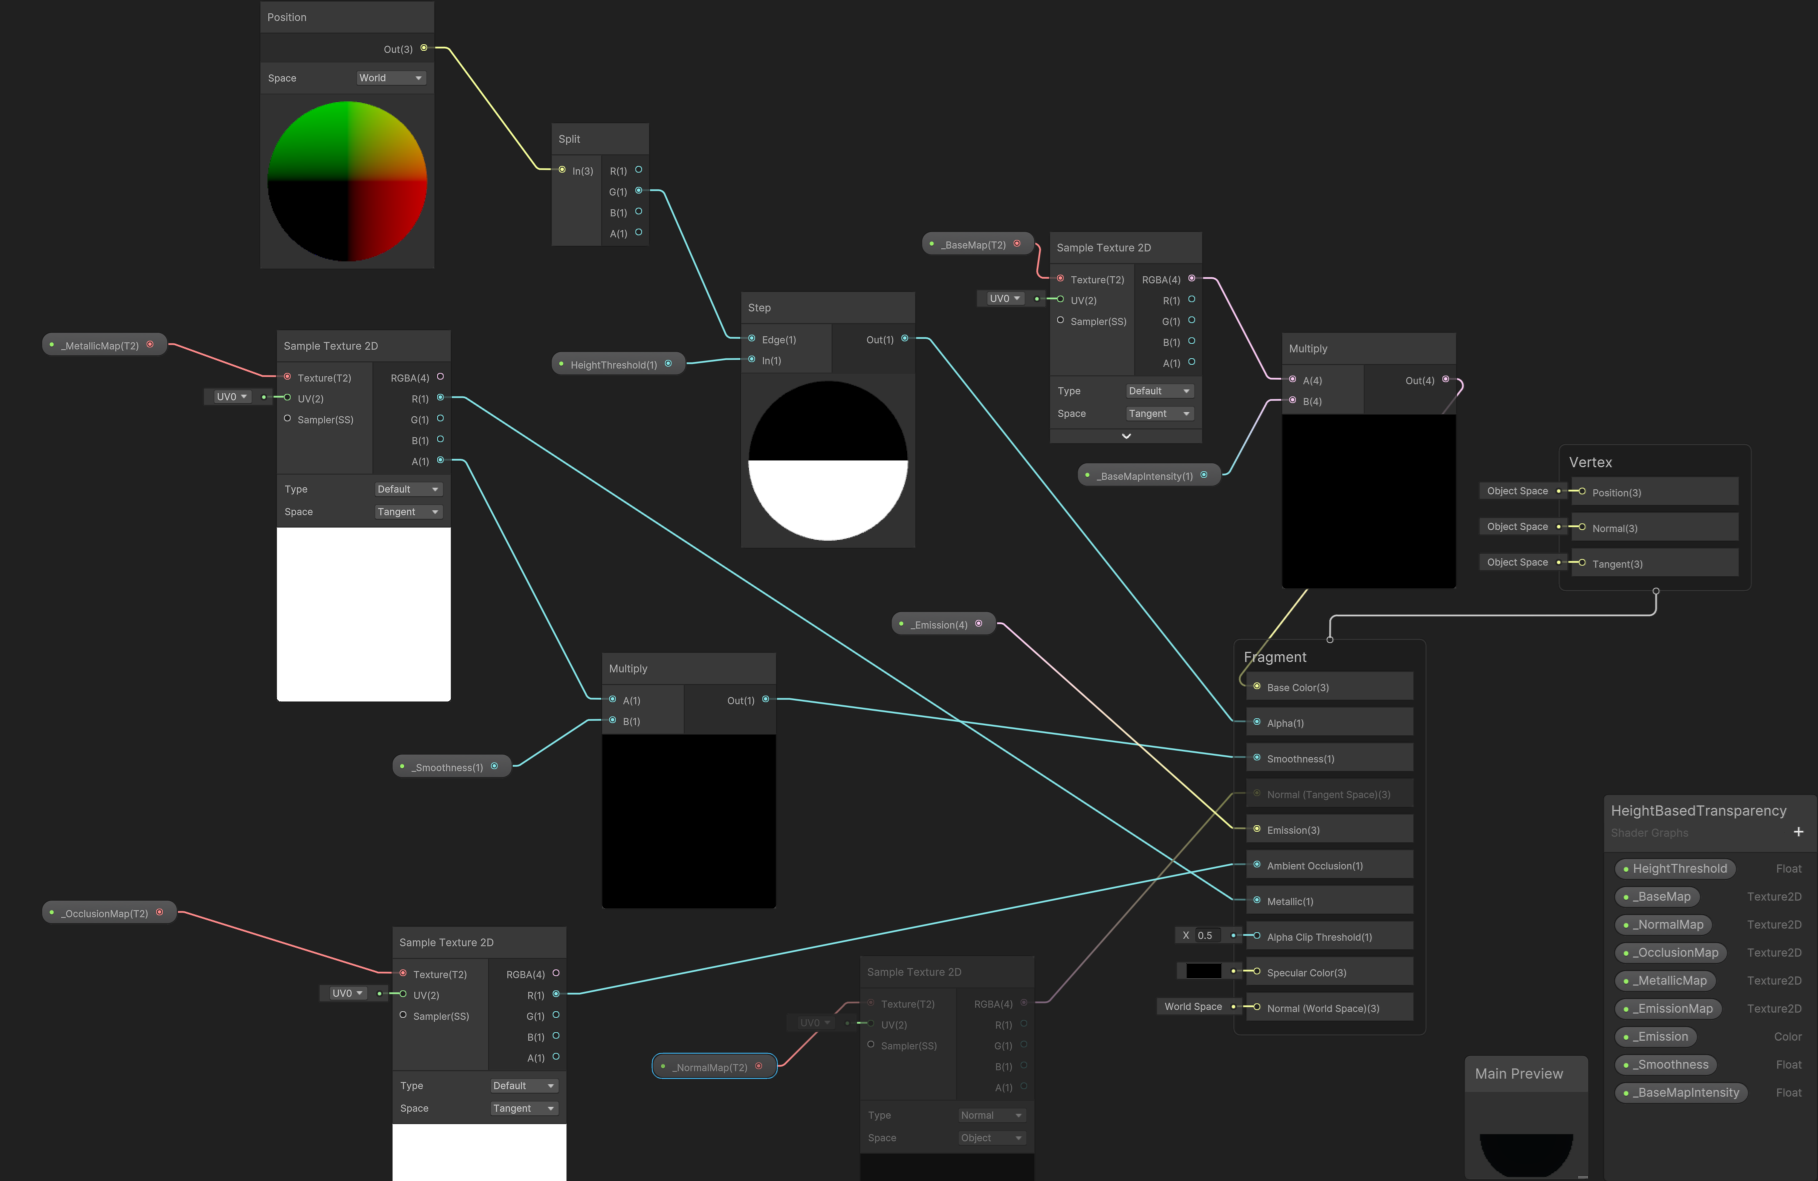 Position
Out(3)
Space World
Split
In(3) R(1)
G(1)
B(1)
A(1)
_BaseMap(T2)
Sample Texture 2D
Texture(T2) RGBA(4)
UV0 UV(2) R(1)
Sampler(SS) G(1)
B(1)
A(1)
Type Default
Space Tangent
_BaseMapIntensity(1)
Step
Edge(1) Out(1)
In(1)
HeightThreshold(1)
_MetallicMap(T2)
Sample Texture 2D
Texture(T2) RGBA(4)
UV0 UV(2) R(1)
Sampler(SS) G(1)
B(1)
A(1)
Type Default
Space Tangent
Multiply
A(4) Out(4)
B(4)
Vertex
Object Space Position(3)
Object Space Normal(3)
Object Space Tangent(3)
_Emission(4)
Multiply
A(1) Out(1)
B(1)
_Smoothness(1)
Fragment
Base Color(3)
Alpha(1)
Smoothness(1)
Normal (Tangent Space)(3)
Emission(3)
Ambient Occlusion(1)
Metallic(1)
X 0.5 Alpha Clip Threshold(1)
Specular Color(3)
World Space Normal (World Space)(3)
_OcclusionMap(T2)
Sample Texture 2D
Texture(T2) RGBA(4)
UV0 UV(2) R(1)
Sampler(SS) G(1)
B(1)
A(1)
Type Default
Space Tangent
_NormalMap(T2)
Sample Texture 2D
Texture(T2) RGBA(4)
UV0 UV(2) R(1)
Sampler(SS) G(1)
B(1)
A(1)
Type Normal
Space Object
Main Preview
HeightBasedTransparency
Shader Graphs +
HeightThreshold Float
_BaseMap Texture2D
_NormalMap Texture2D
_OcclusionMap Texture2D
_MetallicMap Texture2D
_EmissionMap Texture2D
_Emission Color
_Smoothness Float
_BaseMapIntensity Float